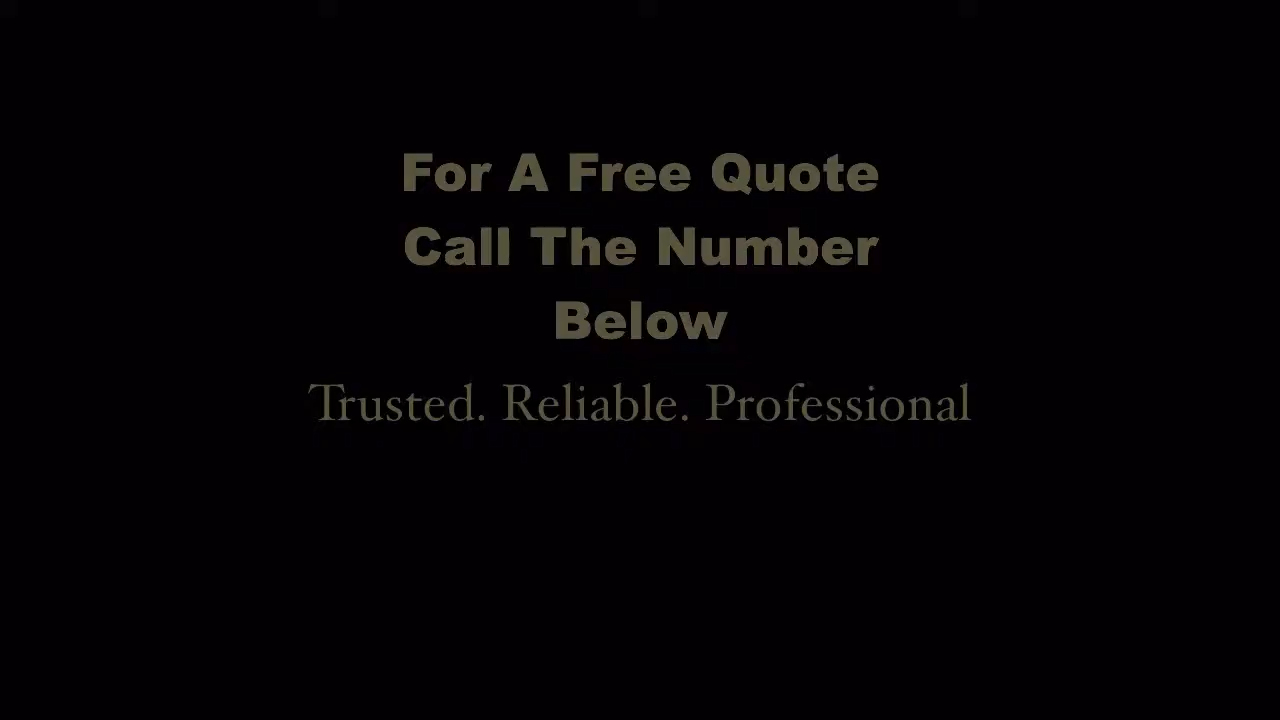 For A Free Quote
Call The Number
Below
Trusted. Reliable. Professional